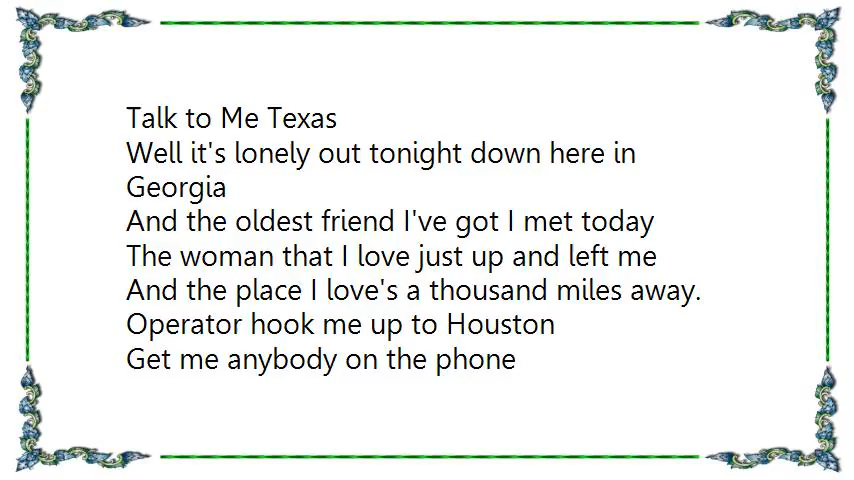 Talk to Me Texas
Well it's lonely out tonight down here in
Georgia
And the oldest friend I've got I met today
The woman that I love just up and left me
And the place I love's a thousand miles away.
Operator hook me up to Houston
Get me anybody on the phone